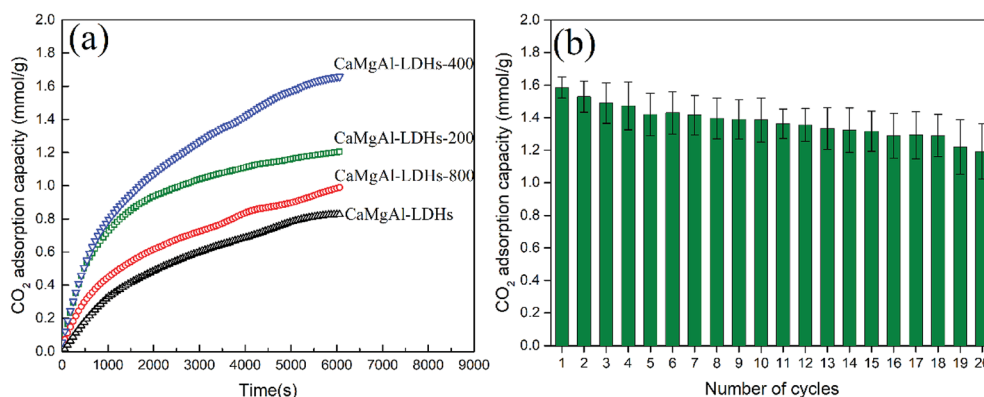 (a)
CO2 adsorption capacity (mmol/g)
2.0
1.8
1.6
1.4
1.2
1.0
0.8
0.6
0.4
0.2
0.0
CaMgAl-LDHs-400
CaMgAl-LDHs-200
CaMgAl-LDHs-800
CaMgAl-LDHs
0 1000 2000 3000 4000 5000 6000 7000 8000 9000
Time(s)
(b)
CO2 adsorption capacity (mmol/g)
2.0
1.8
1.6
1.4
1.2
1.0
0.8
0.6
0.4
0.2
0.0
1 2 3 4 5 6 7 8 9 10 11 12 13 14 15 16 17 18 19 20
Number of cycles